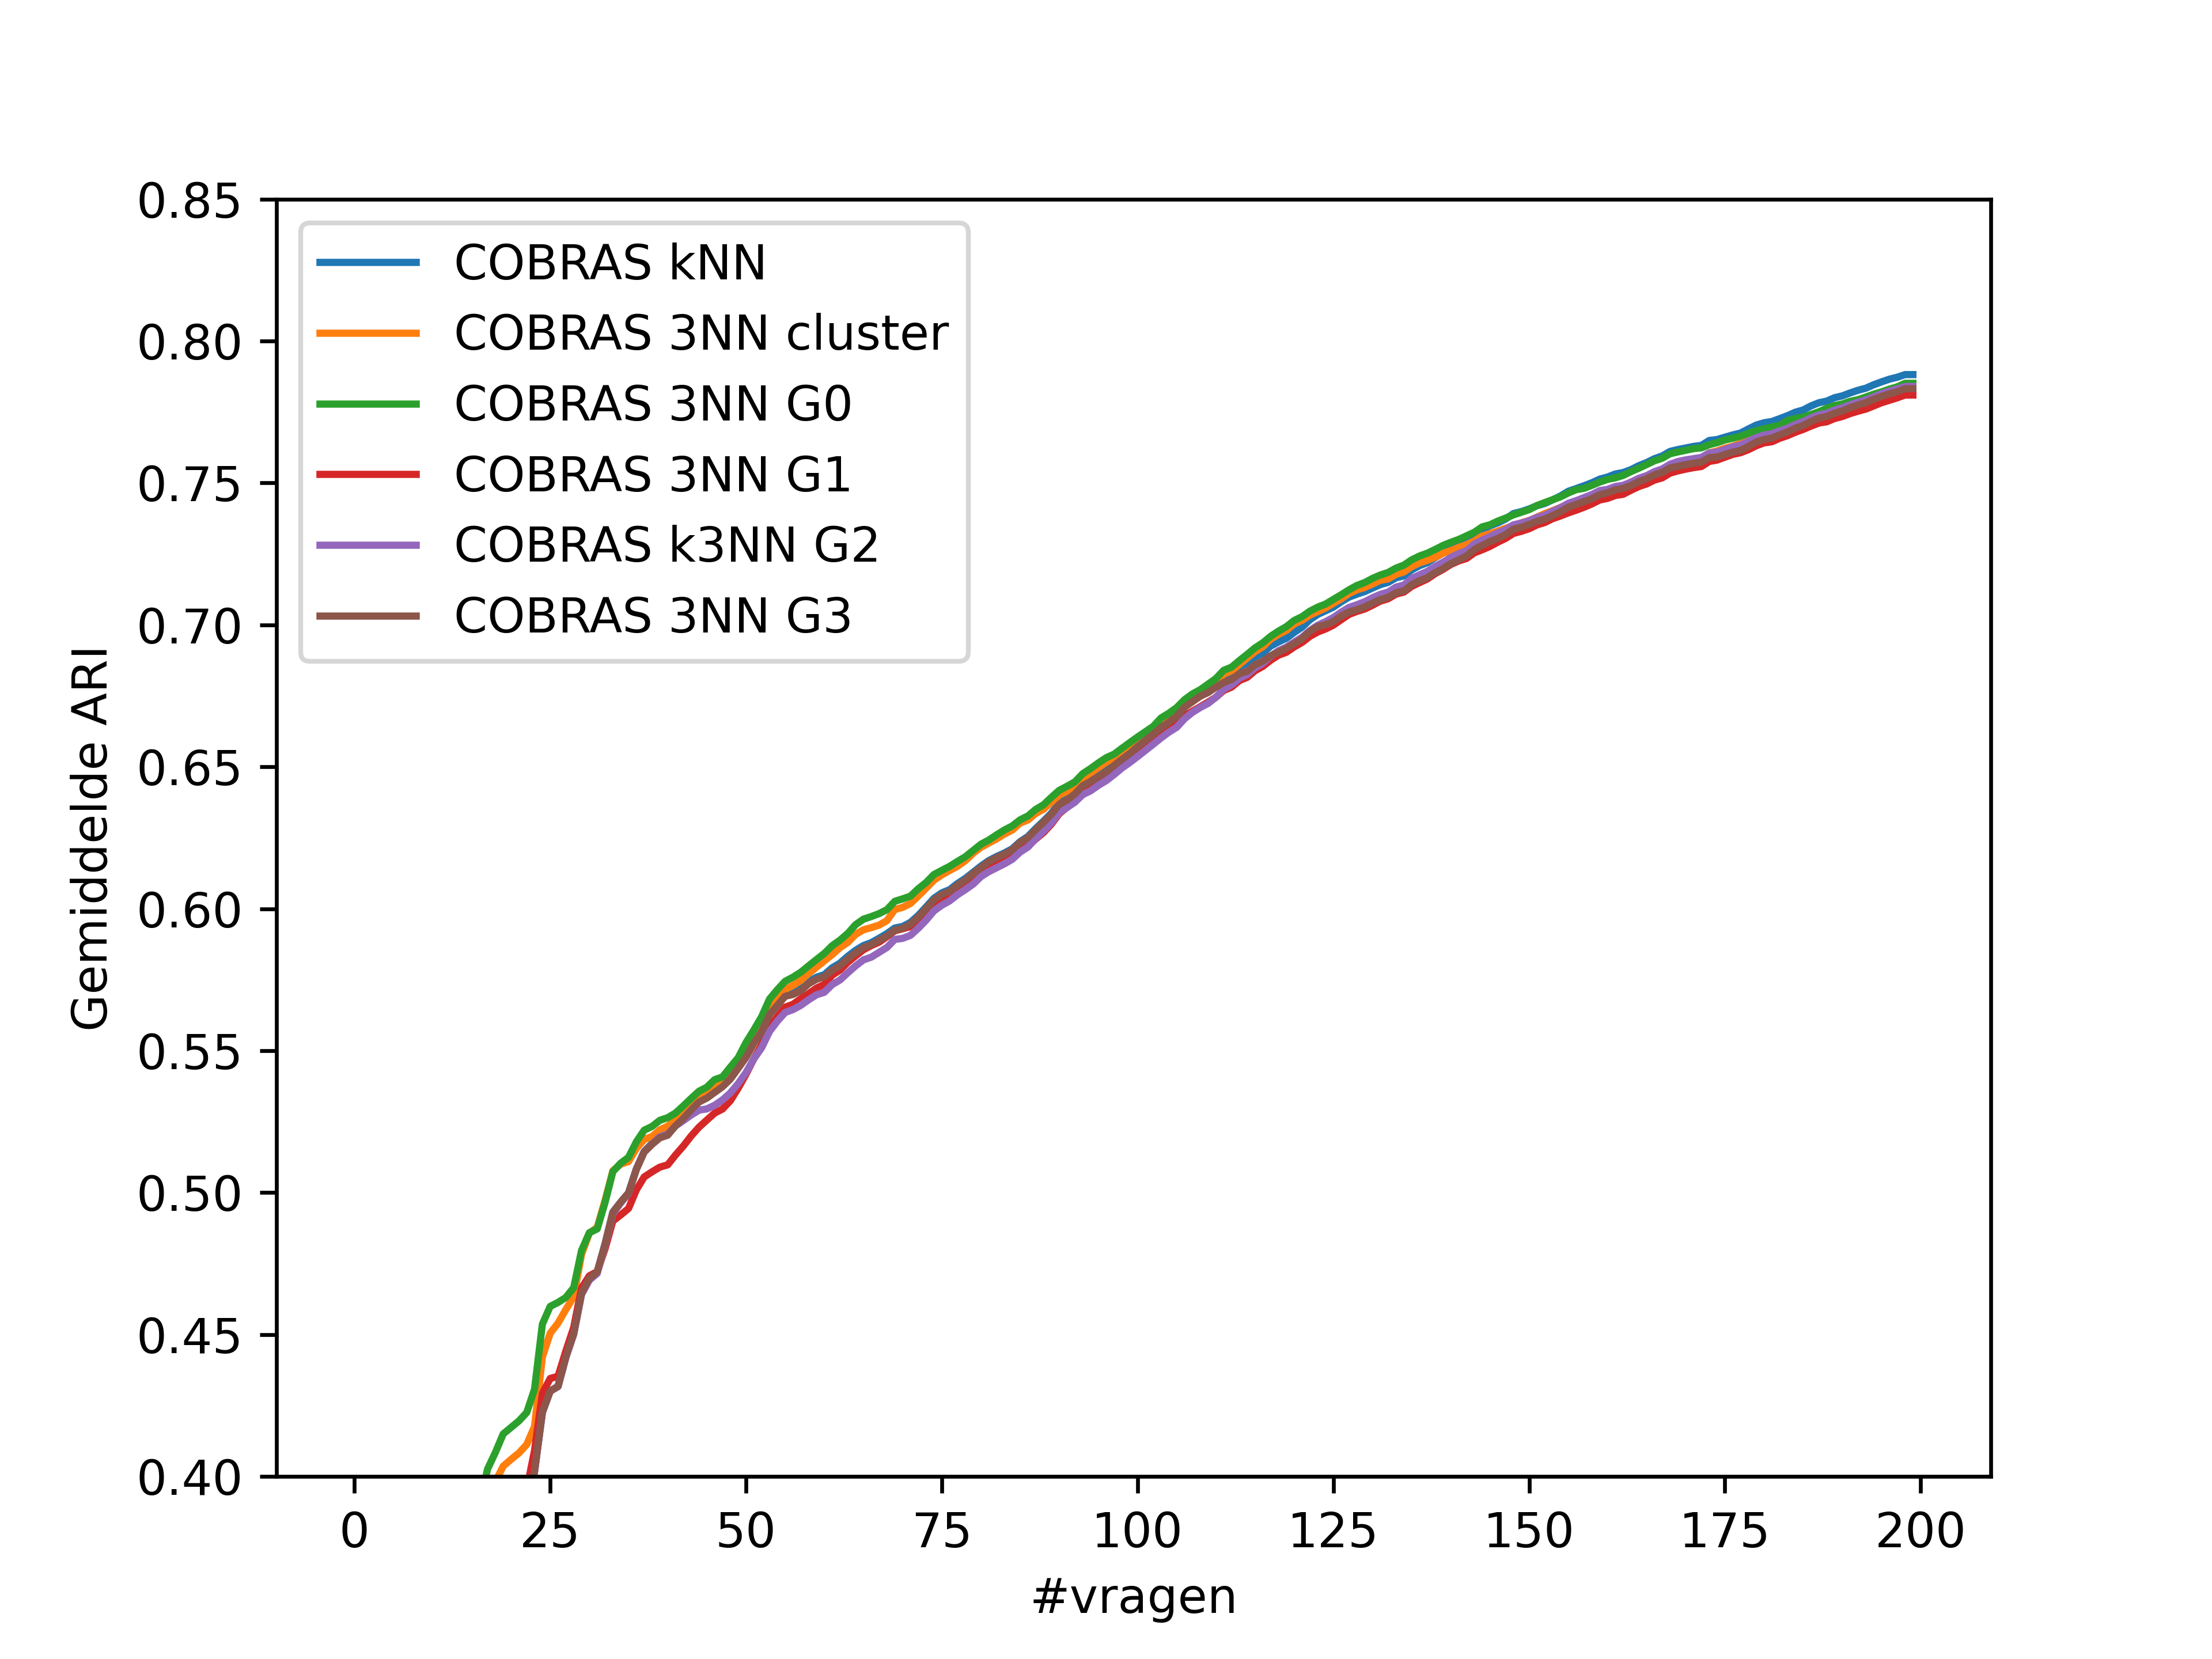 0.85
0.80
0.75
0.70
0.65
0.60
0.55
0.50
0.45
0.40
Gemiddelde ARI
COBRAS kNN
COBRAS 3NN cluster
COBRAS 3NN G0
COBRAS 3NN G1
COBRAS k3NN G2
COBRAS 3NN G3
0 25 50 75 100 125 150 175 200
#vragen